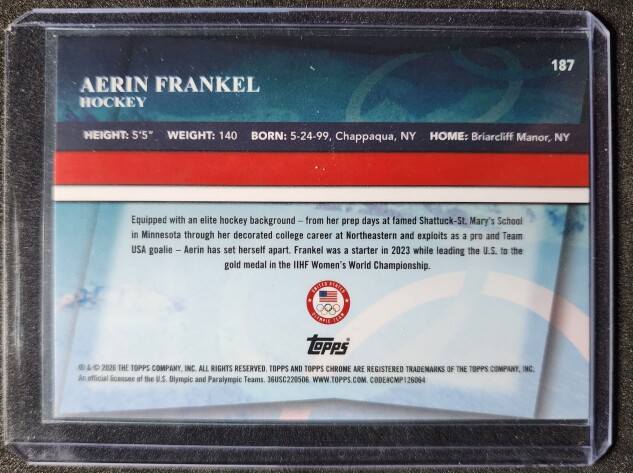 187
AERIN FRANKEL
HOCKEY
HEIGHT: 5'5" WEIGHT: 140 BORN: 5-24-99, Chappaqua, NY HOME: Briarcliff Manor, NY
Equipped with an elite hockey background – from her prep days at famed Shattuck-St. Mary's School
in Minnesota through her decorated college career at Northeastern and exploits as a pro and Team
USA goalie – Aerin has set herself apart. Frankel was a starter in 2023 while leading the U.S. to the
gold medal in the IIHF Women's World Championship.
UNITED STATES
OLYMPIC TEAM
Topps
® & © 2026 THE TOPPS COMPANY, INC. ALL RIGHTS RESERVED. TOPPS AND TOPPS CHROME ARE REGISTERED TRADEMARKS OF THE TOPPS COMPANY, INC.
An official licensee of the U.S. Olympic and Paralympic Teams. 36USC220506. WWW.TOPPS.COM. CODE#CMP126064